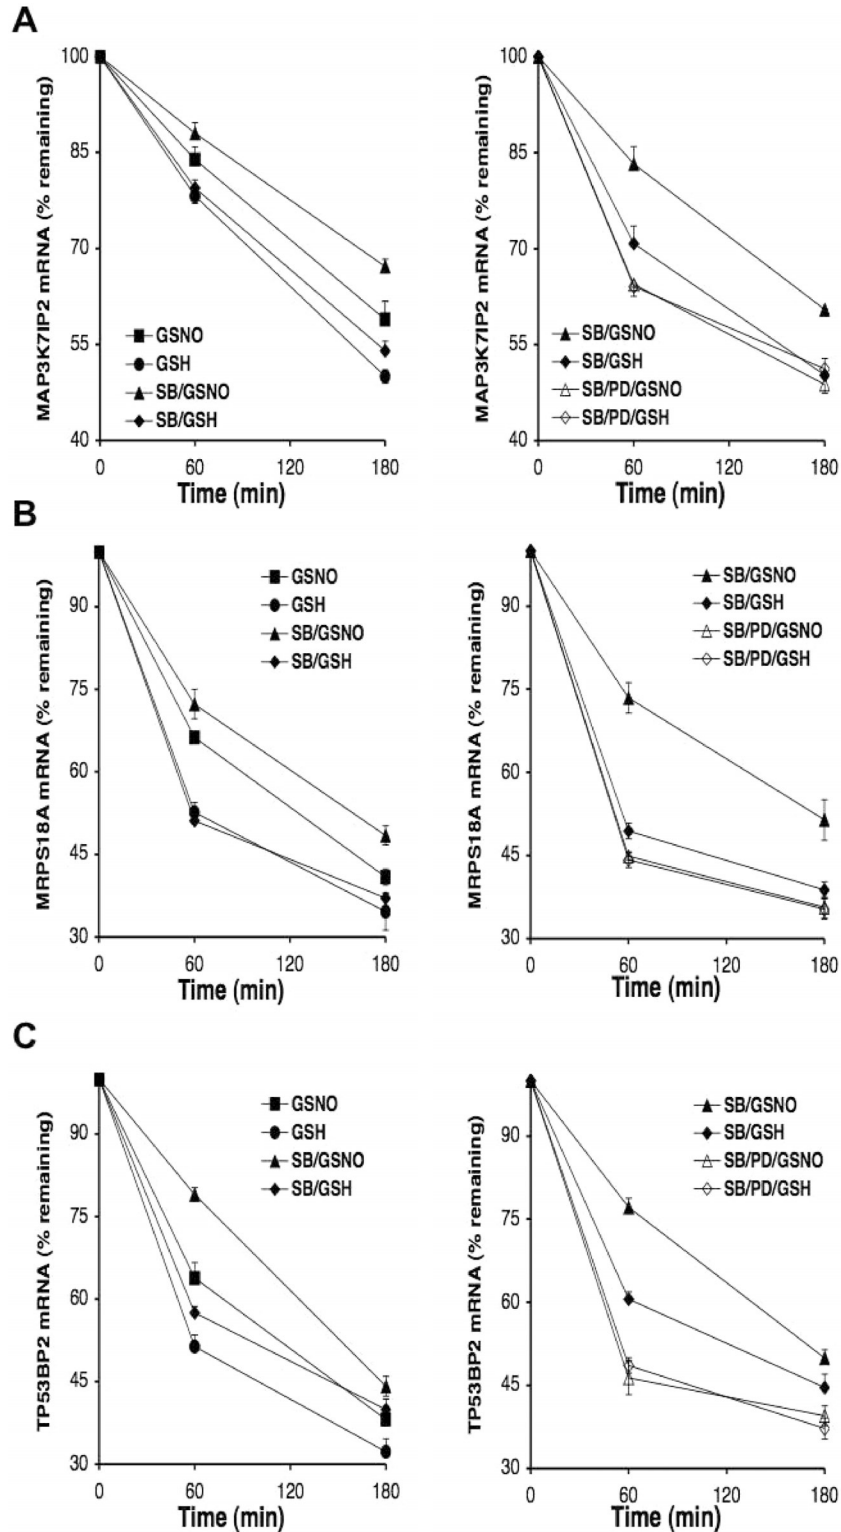 A
MAP3K7IP2 mRNA (% remaining)
100
85
70
55
40
GSNO
GSH
SB/GSNO
SB/GSH
0 60 120 180
Time (min)
MAP3K7IP2 mRNA (% remaining)
100
85
70
55
40
SB/GSNO
SB/GSH
SB/PD/GSNO
SB/PD/GSH
0 60 120 180
Time (min)
B
MRPS18A mRNA (% remaining)
90
75
60
45
30
GSNO
GSH
SB/GSNO
SB/GSH
0 60 120 180
Time (min)
MRPS18A mRNA (% remaining)
90
75
60
45
30
SB/GSNO
SB/GSH
SB/PD/GSNO
SB/PD/GSH
0 60 120 180
Time (min)
C
TP53BP2 mRNA (% remaining)
90
75
60
45
30
GSNO
GSH
SB/GSNO
SB/GSH
0 60 120 180
Time (min)
TP53BP2 mRNA (% remaining)
90
75
60
45
30
SB/GSNO
SB/GSH
SB/PD/GSNO
SB/PD/GSH
0 60 120 180
Time (min)